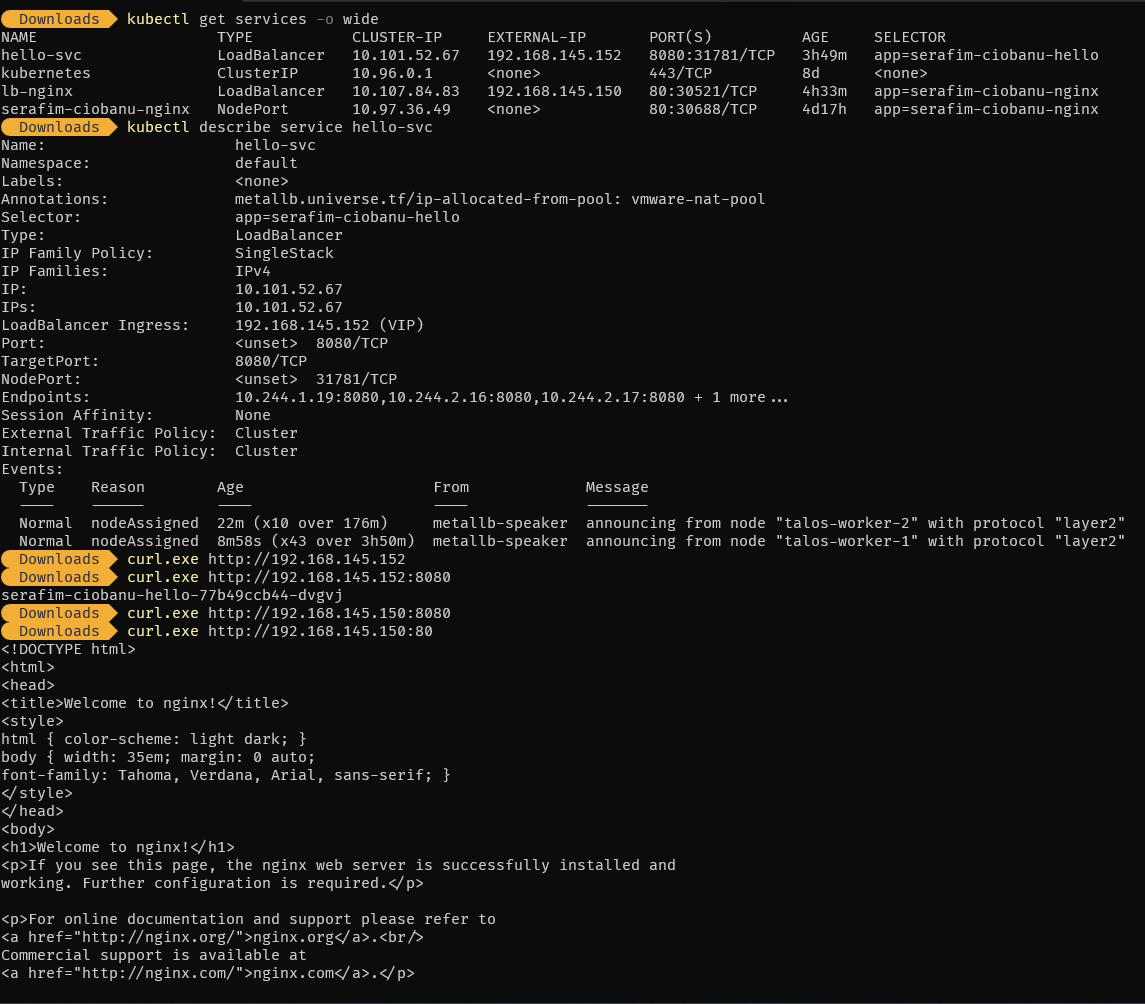 Downloads kubectl get services -o wide
NAME TYPE CLUSTER-IP EXTERNAL-IP PORT(S) AGE SELECTOR
hello-svc LoadBalancer 10.101.52.67 192.168.145.152 8080:31781/TCP 3h49m app=serafim-ciobanu-hello
kubernetes ClusterIP 10.96.0.1 <none> 443/TCP 8d <none>
lb-nginx LoadBalancer 10.107.84.83 192.168.145.150 80:30521/TCP 4h33m app=serafim-ciobanu-nginx
serafim-ciobanu-nginx NodePort 10.97.36.49 <none> 80:30688/TCP 4d17h app=serafim-ciobanu-nginx
Downloads kubectl describe service hello-svc
Name: hello-svc
Namespace: default
Labels: <none>
Annotations: metallb.universe.tf/ip-allocated-from-pool: vmware-nat-pool
Selector: app=serafim-ciobanu-hello
Type: LoadBalancer
IP Family Policy: SingleStack
IP Families: IPv4
IP: 10.101.52.67
IPs: 10.101.52.67
LoadBalancer Ingress: 192.168.145.152 (VIP)
Port: <unset> 8080/TCP
TargetPort: 8080/TCP
NodePort: <unset> 31781/TCP
Endpoints: 10.244.1.19:8080,10.244.2.16:8080,10.244.2.17:8080 + 1 more...
Session Affinity: None
External Traffic Policy: Cluster
Internal Traffic Policy: Cluster
Events:
Type Reason Age From Message
---- ------ ---- ---- -------
Normal nodeAssigned 22m (x10 over 176m) metallb-speaker announcing from node "talos-worker-2" with protocol "layer2"
Normal nodeAssigned 8m58s (x43 over 3h50m) metallb-speaker announcing from node "talos-worker-1" with protocol "layer2"
Downloads curl.exe http://192.168.145.152
Downloads curl.exe http://192.168.145.152:8080
serafim-ciobanu-hello-77b49ccb44-dvgvj
Downloads curl.exe http://192.168.145.150:8080
Downloads curl.exe http://192.168.145.150:80
<!DOCTYPE html>
<html>
<head>
<title>Welcome to nginx!</title>
<style>
html { color-scheme: light dark; }
body { width: 35em; margin: 0 auto;
font-family: Tahoma, Verdana, Arial, sans-serif; }
</style>
</head>
<body>
<h1>Welcome to nginx!</h1>
<p>If you see this page, the nginx web server is successfully installed and
working. Further configuration is required.</p>

<p>For online documentation and support please refer to
<a href="http://nginx.org/">nginx.org</a>.<br/>
Commercial support is available at
<a href="http://nginx.com/">nginx.com</a>.</p>